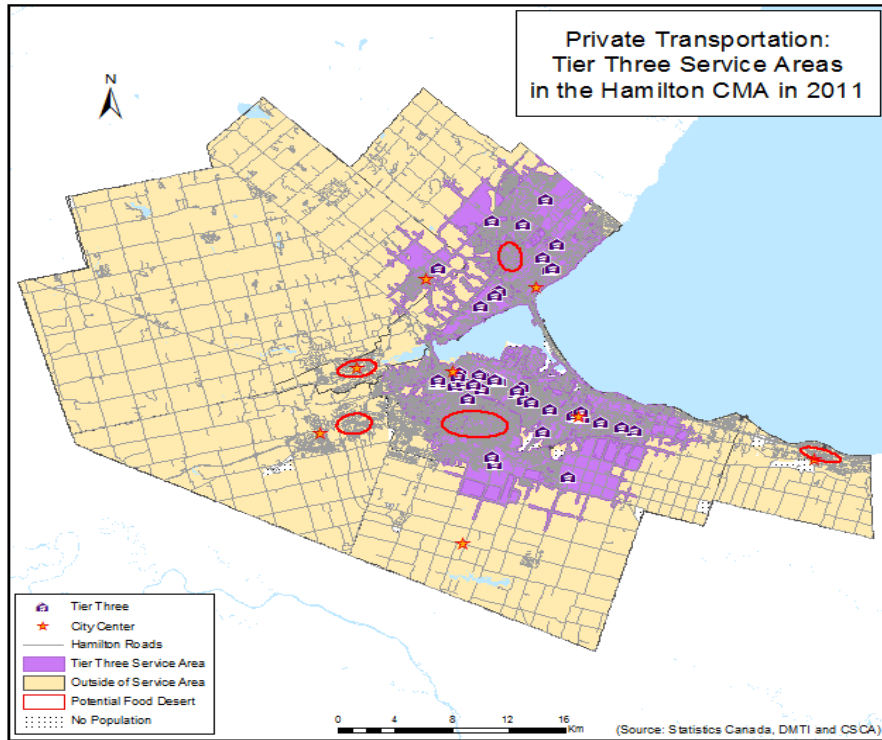 Private Transportation:
Tier Three Service Areas
in the Hamilton CMA in 2011
N
Tier Three
City Center
Hamilton Roads
Tier Three Service Area
Outside of Service Area
Potential Food Desert
No Population
0 4 8 12 16
Km
(Source: Statistics Canada, DMTI and CSCA)